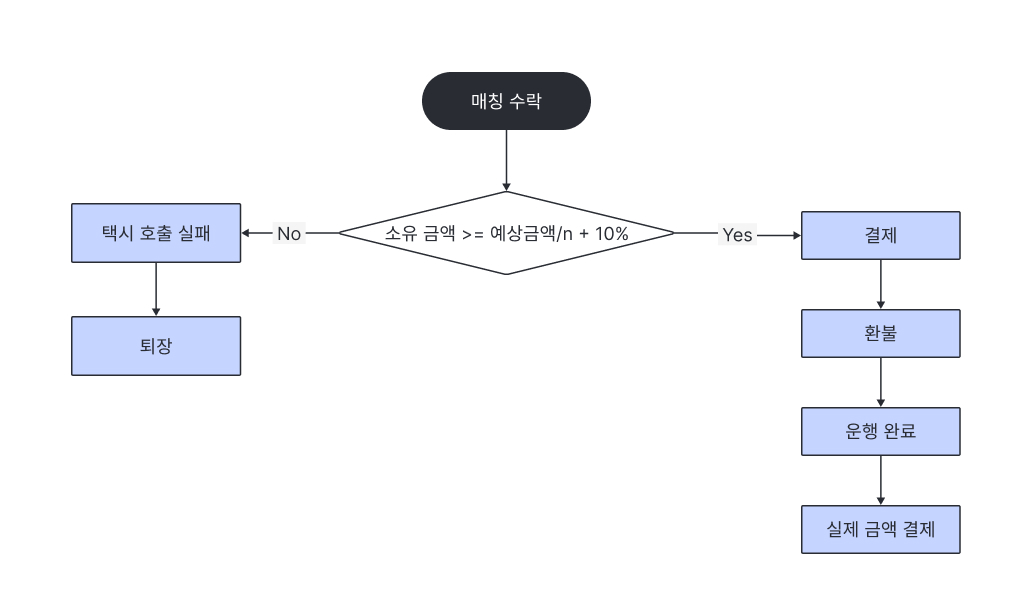 매칭 수락
소유 금액 >= 예상금액/n + 10%
No
Yes
택시 호출 실패
퇴장
결제
환불
운행 완료
실제 금액 결제